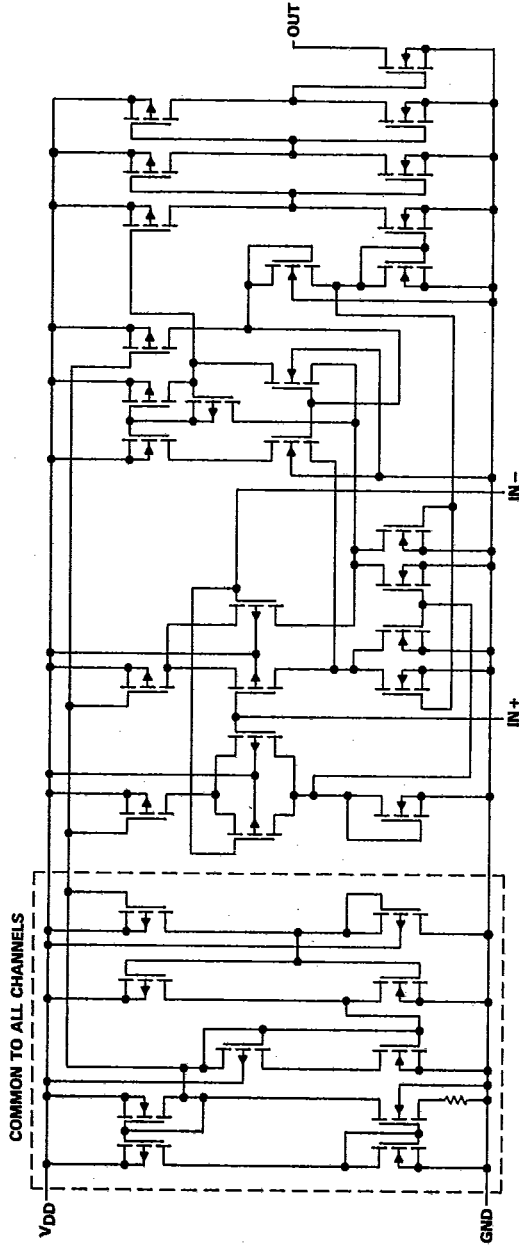 COMMON TO ALL CHANNELS
VDD
GND
IN+
IN−
OUT